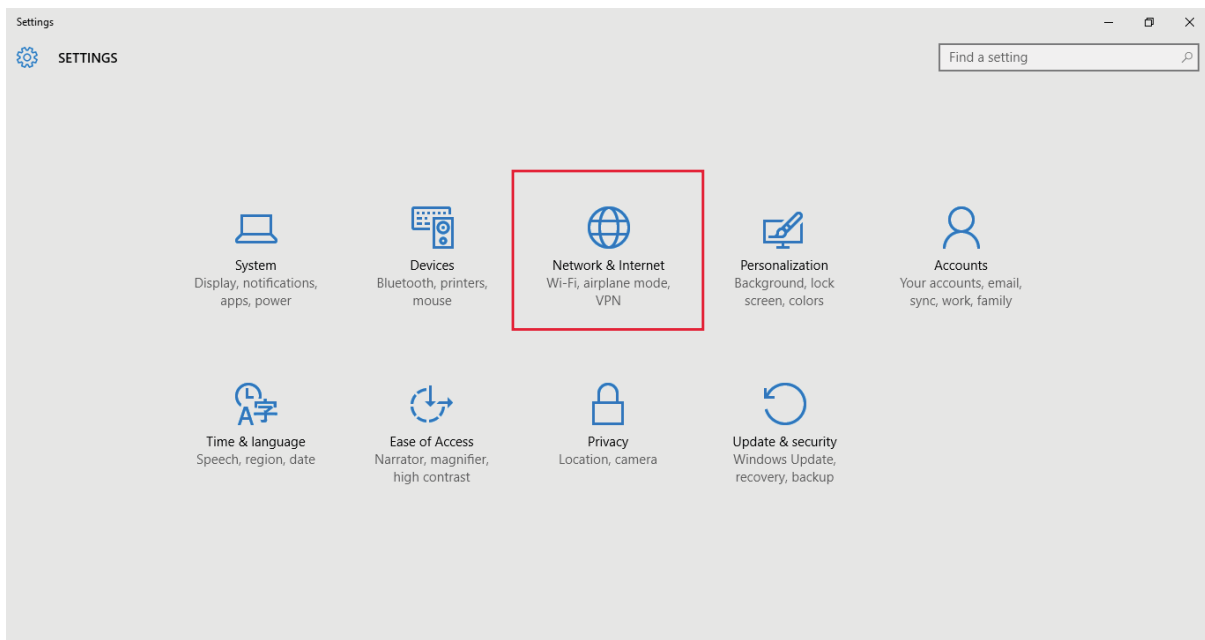 Settings
SETTINGS
Find a setting
System
Display, notifications,
apps, power
Devices
Bluetooth, printers,
mouse
Network & Internet
Wi-Fi, airplane mode,
VPN
Personalization
Background, lock
screen, colors
Accounts
Your accounts, email,
sync, work, family
A字
Time & language
Speech, region, date
Ease of Access
Narrator, magnifier,
high contrast
Privacy
Location, camera
Update & security
Windows Update,
recovery, backup